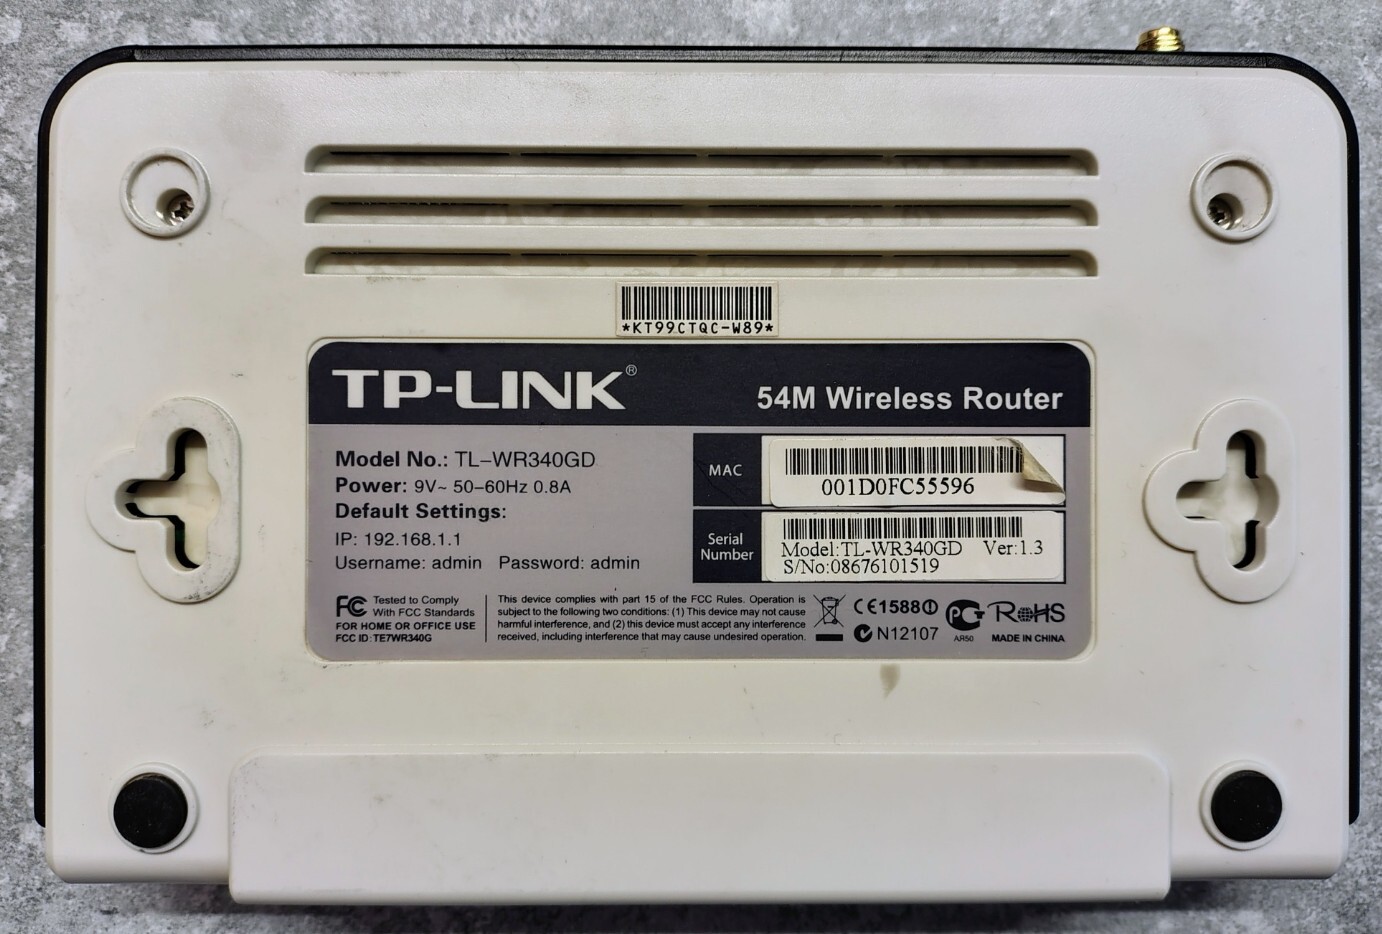 *KT99CTQC-W89*
TP-LINK®
54M Wireless Router
Model No.: TL-WR340GD
Power: 9V~ 50-60Hz 0.8A
Default Settings:
IP: 192.168.1.1
Username: admin Password: admin
MAC
001D0FC55596
Serial
Number
Model:TL-WR340GD Ver:1.3
S/No:08676101519
FC Tested to Comply
With FCC Standards
FOR HOME OR OFFICE USE
FCC ID: TE7WR340G
This device complies with part 15 of the FCC Rules. Operation is
subject to the following two conditions: (1) This device may not cause
harmful interference, and (2) this device must accept any interference
received, including interference that may cause undesired operation.
CE1588
N12107
PG
АЯ50
RoHS
MADE IN CHINA